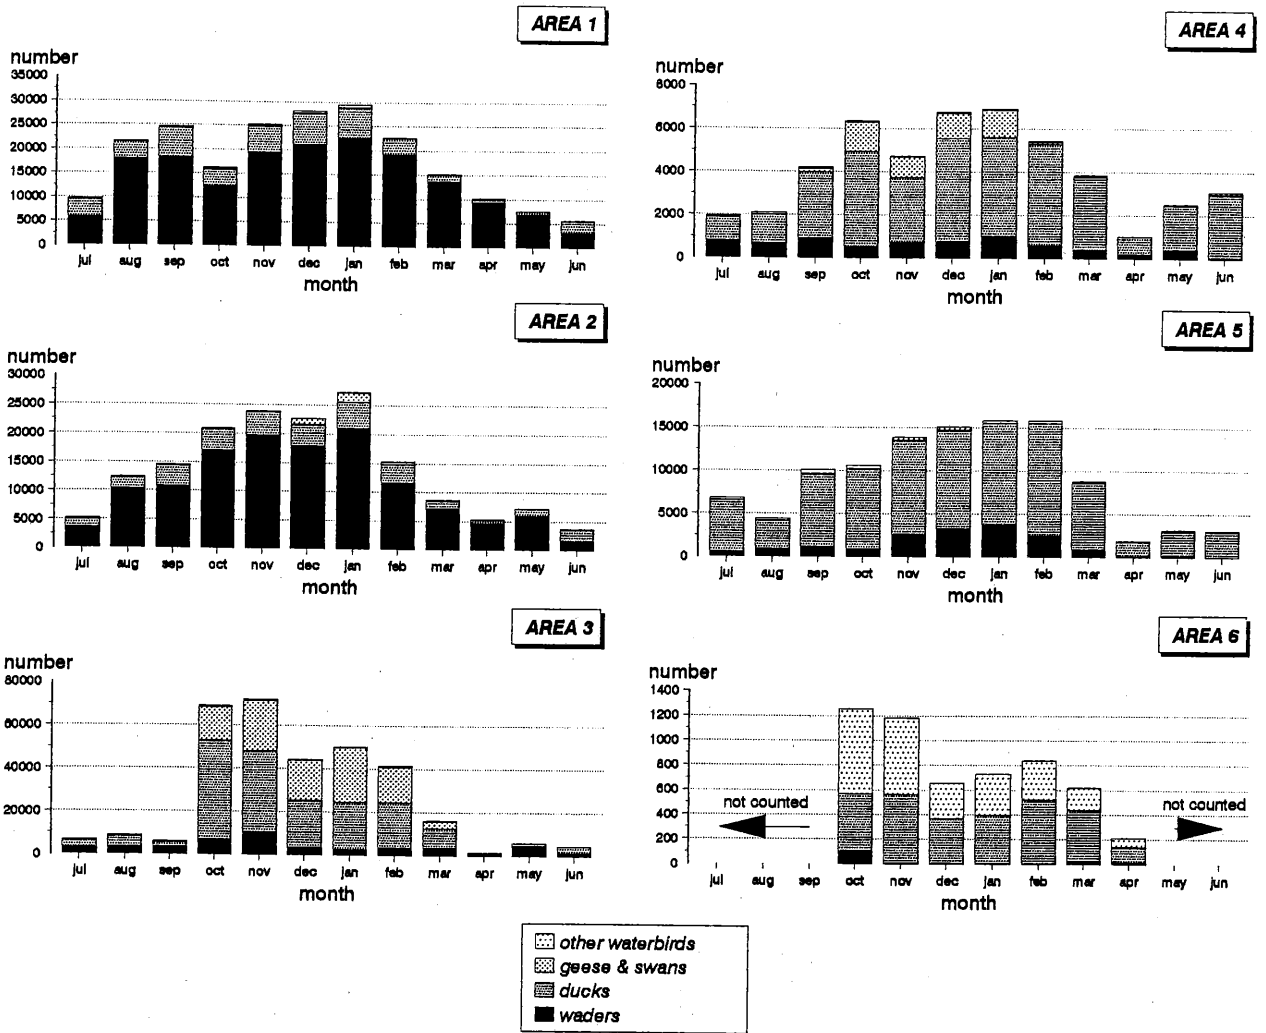 AREA 1
number
35000
30000
25000
20000
15000
10000
5000
0
jul aug sep oct nov dec jan feb mar apr may jun
month
AREA 2
number
30000
25000
20000
15000
10000
5000
0
jul aug sep oct nov dec jan feb mar apr may jun
month
AREA 3
number
80000
60000
40000
20000
0
jul aug sep oct nov dec jan feb mar apr may jun
month
AREA 4
number
8000
6000
4000
2000
0
jul aug sep oct nov dec jan feb mar apr may jun
month
AREA 5
number
20000
15000
10000
5000
0
jul aug sep oct nov dec jan feb mar apr may jun
month
AREA 6
number
1400
1200
1000
800
600
400
200
0
not counted
not counted
jul aug sep oct nov dec jan feb mar apr may jun
month
other waterbirds
geese & swans
ducks
waders